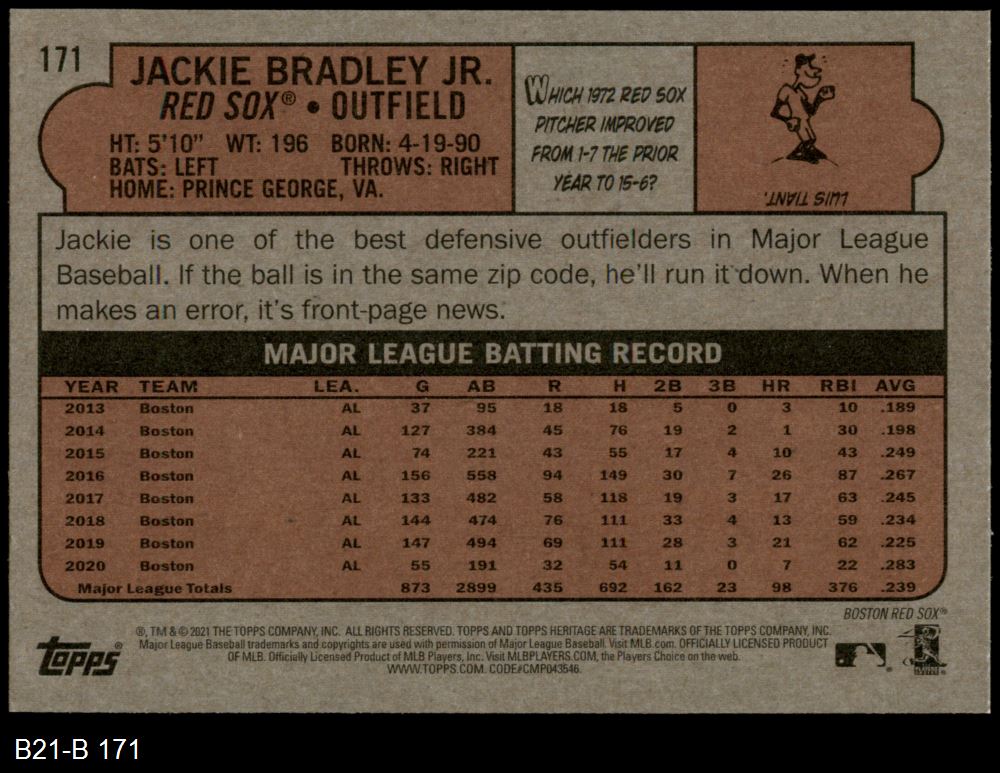 171
JACKIE BRADLEY JR.
RED SOX® • OUTFIELD
HT: 5'10" WT: 196 BORN: 4-19-90
BATS: LEFT THROWS: RIGHT
HOME: PRINCE GEORGE, VA.
WHICH 1972 RED SOX
PITCHER IMPROVED
FROM 1-7 THE PRIOR
YEAR TO 15-6?
LUIS TIANT.
Jackie is one of the best defensive outfielders in Major League
Baseball. If the ball is in the same zip code, he'll run it down. When he
makes an error, it's front-page news.
MAJOR LEAGUE BATTING RECORD
YEAR TEAM LEA. G AB R H 2B 3B HR RBI AVG
2013 Boston AL 37 95 18 18 5 0 3 10 .189
2014 Boston AL 127 384 45 76 19 2 1 30 .198
2015 Boston AL 74 221 43 55 17 4 10 43 .249
2016 Boston AL 156 558 94 149 30 7 26 87 .267
2017 Boston AL 133 482 58 118 19 3 17 63 .245
2018 Boston AL 144 474 76 111 33 4 13 59 .234
2019 Boston AL 147 494 69 111 28 3 21 62 .225
2020 Boston AL 55 191 32 54 11 0 7 22 .283
Major League Totals 873 2899 435 692 162 23 98 376 .239
BOSTON RED SOX®
topps®
®, TM & © 2021 THE TOPPS COMPANY, INC. ALL RIGHTS RESERVED. TOPPS AND TOPPS HERITAGE ARE TRADEMARKS OF THE TOPPS COMPANY, INC.
Major League Baseball trademarks and copyrights are used with permission of Major League Baseball. Visit MLB.com. OFFICIALLY LICENSED PRODUCT
OF MLB. Officially Licensed Product of MLB Players, Inc. Visit MLBPLAYERS.COM, the Players Choice on the web.
WWW.TOPPS.COM. CODE#CMP043546.
B21-B 171